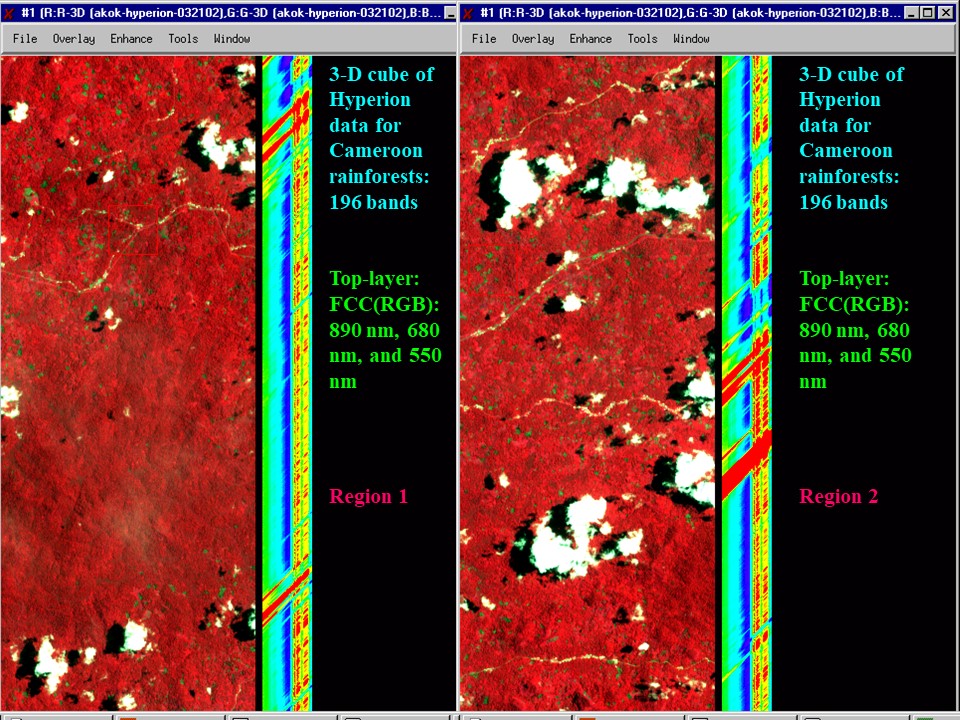 #1 (R:R-3D (akok-hyperion-032102),G:G-3D (akok-hyperion-032102),B:B...
File Overlay Enhance Tools Window
3-D cube of
Hyperion
data for
Cameroon
rainforests:
196 bands
Top-layer:
FCC(RGB):
890 nm, 680
nm, and 550
nm
Region 1
#1 (R:R-3D (akok-hyperion-032102),G:G-3D (akok-hyperion-032102),B:B...
File Overlay Enhance Tools Window
3-D cube of
Hyperion
data for
Cameroon
rainforests:
196 bands
Top-layer:
FCC(RGB):
890 nm, 680
nm, and 550
nm
Region 2